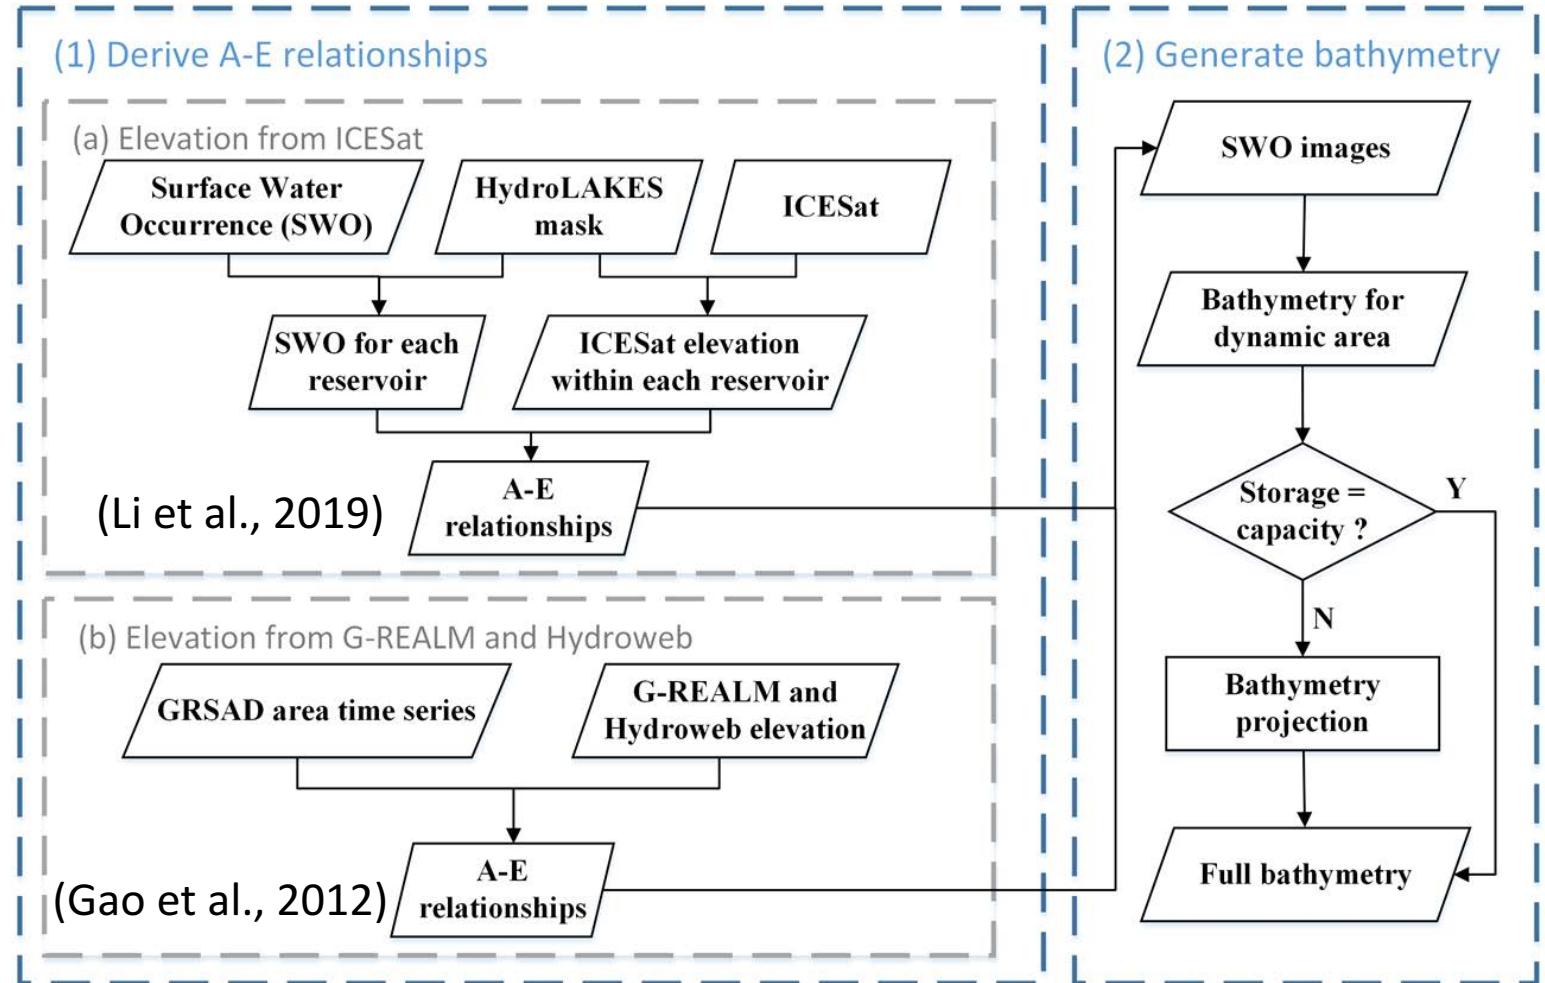 (1) Derive A-E relationships
(a) Elevation from ICESat
Surface Water
Occurrence (SWO)
HydroLAKES
mask
ICESat
SWO for each
reservoir
ICESat elevation
within each reservoir
A-E
relationships
(Li et al., 2019)
(b) Elevation from G-REALM and Hydroweb
GRSAD area time series
G-REALM and
Hydroweb elevation
A-E
relationships
(Gao et al., 2012)
(2) Generate bathymetry
SWO images
Bathymetry for
dynamic area
Storage =
capacity ?
Y
N
Bathymetry
projection
Full bathymetry